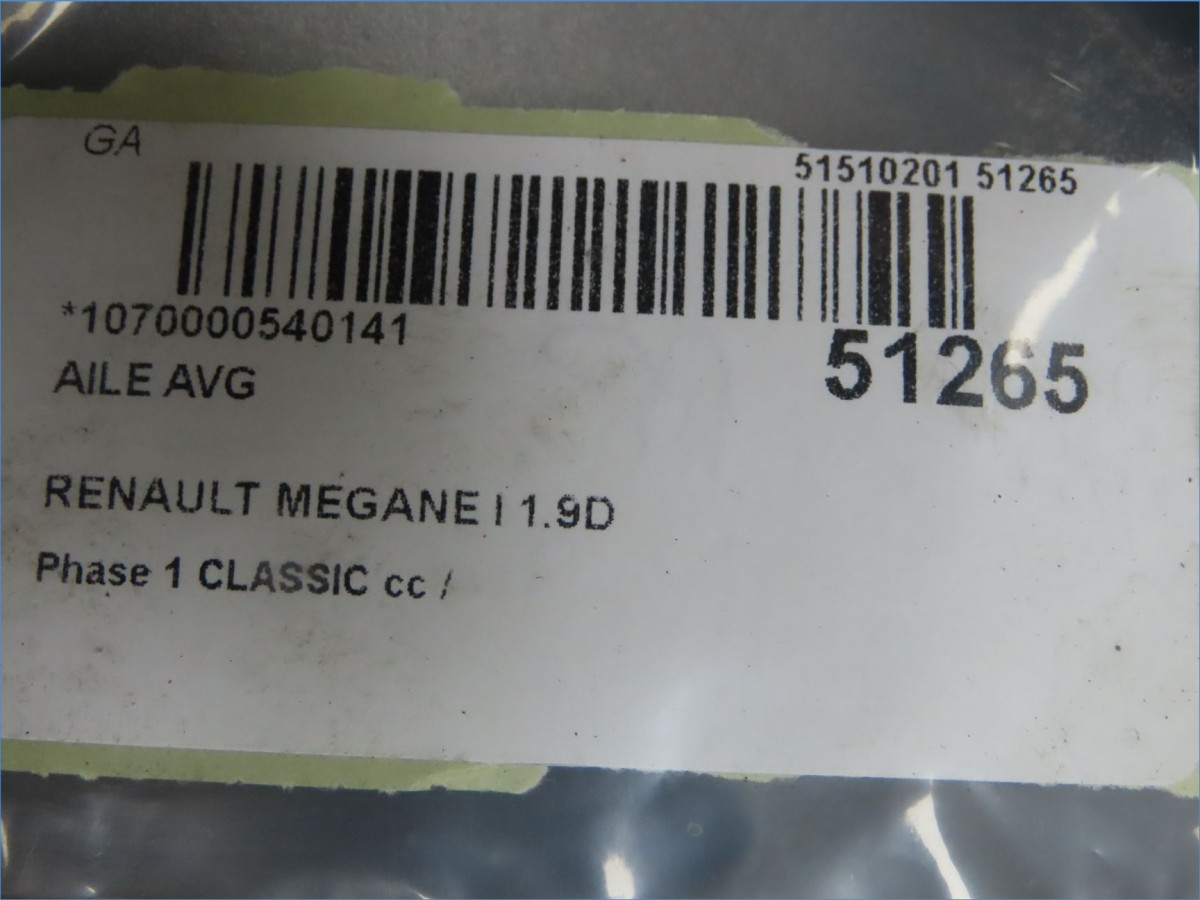 GA
51510201 51265
*1070000540141
51265
AILE AVG
RENAULT MEGANE I 1.9D
Phase 1 CLASSIC cc /